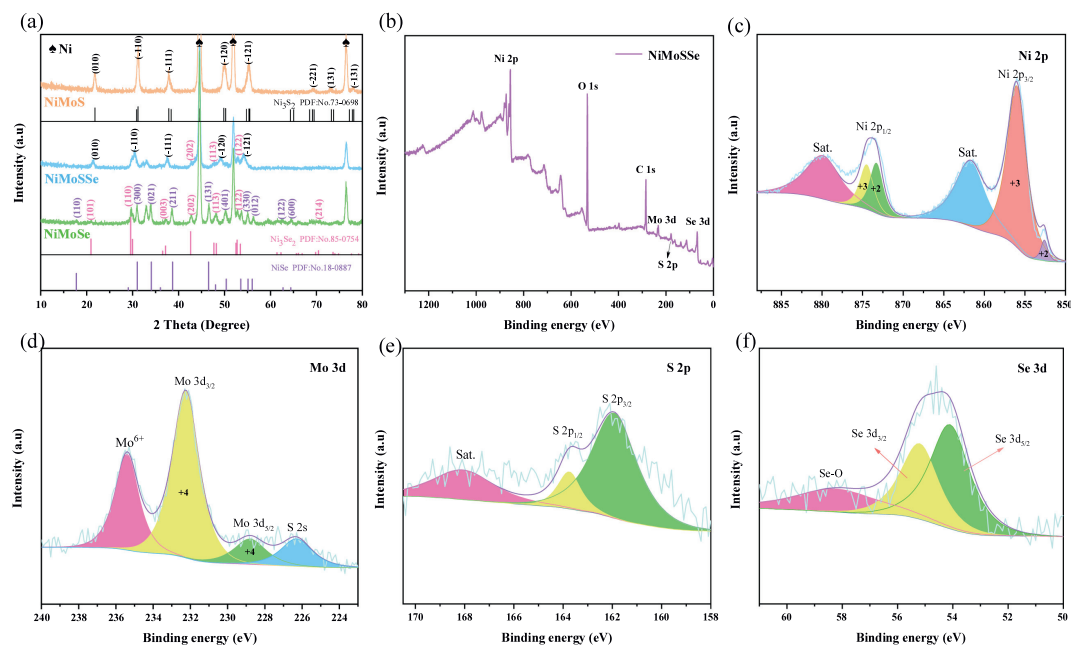 (a)
♠ Ni
(010)
(-110)
(-111)
(-120)
(-121)
(-221)
(131)
(-131)
NiMoS
Ni₃S₂ PDF:No.73-0698
(010)
(-110)
(-111)
(202)
(113)
(-120)
(122)
(-121)
NiMoSSe
(110)
(101)
(110)
(300)
(021)
(003)
(211)
(202)
(131)
(113)
(401)
(122)
(330)
(012)
(122)
(600)
(214)
NiMoSe
Ni₃Se₂ PDF:No.85-0754
NiSe PDF:No.18-0887
Intensity (a.u)
10 20 30 40 50 60 70 80
2 Theta (Degree)
(b)
NiMoSSe
Ni 2p
O 1s
C 1s
Mo 3d
Se 3d
S 2p
Intensity (a.u)
1300 1000 800 600 400 200 0
Binding energy (eV)
(c)
Ni 2p
Ni 2p₃/₂
Ni 2p₁/₂
Sat.
Sat.
+3
+2
+3
+2
Intensity (a.u)
885 880 875 870 865 860 855 850
Binding energy (eV)
(d)
Mo 3d
Mo 3d₃/₂
Mo⁶⁺
+4
Mo 3d₅/₂
S 2s
+4
Intensity (a.u)
240 238 236 234 232 230 228 226 224
Binding energy (eV)
(e)
S 2p
S 2p₃/₂
S 2p₁/₂
Sat.
Intensity (a.u)
170 168 166 164 162 160 158
Binding energy (eV)
(f)
Se 3d
Se 3d₃/₂
Se 3d₅/₂
Se-O
Intensity (a.u)
60 58 56 54 52 50
Binding energy (eV)